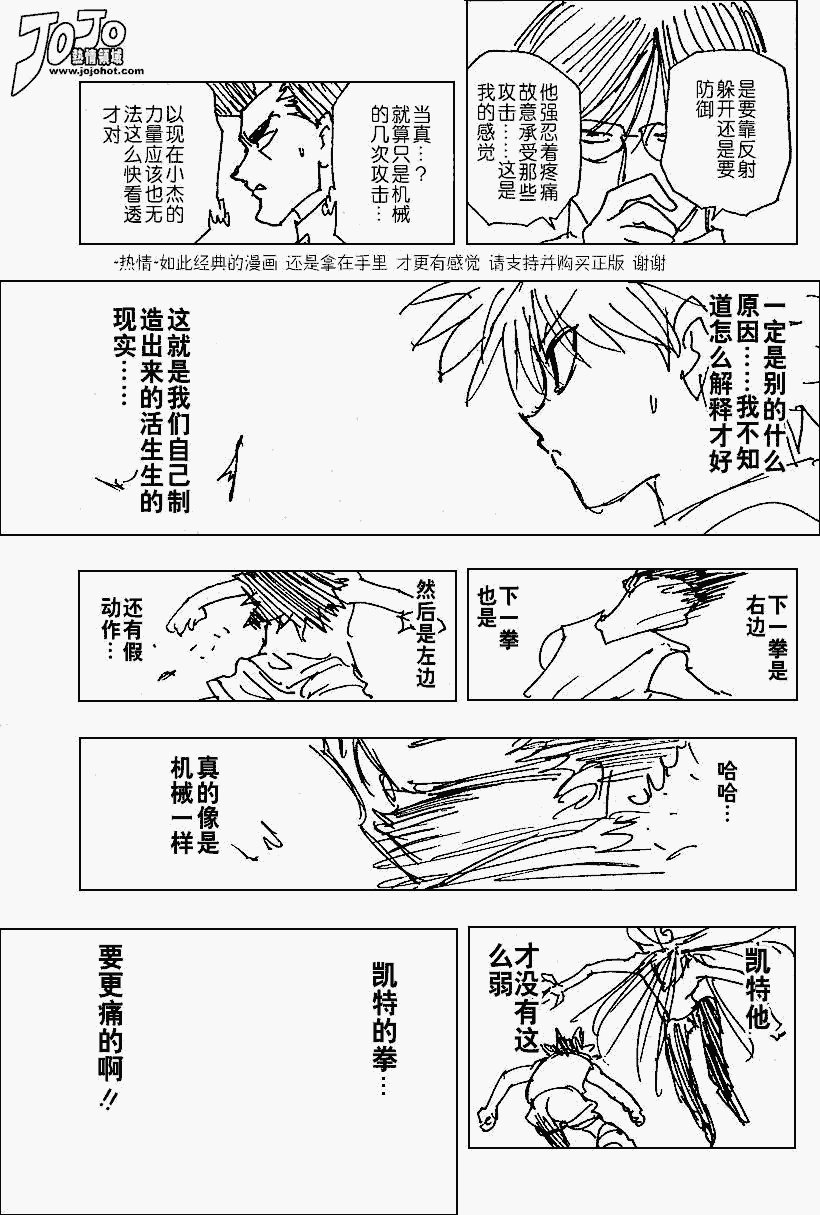 JOJO
热情领域
www.jojohot.com
是要靠反射
躲开还是要
防御
他强忍着疼痛
故意承受那些
攻击……这是
我的感觉
当真…?
就算只是机械
的几次攻击…
以现在小杰的
力量应该也无
法这么快看透
才对
-热情-如此经典的漫画 还是拿在手里 才更有感觉 请支持并购买正版 谢谢
一定是别的什么
原因……我不知
道怎么解释才好
这就是我们自己制
造出来的活生生的
现实……
下一拳是
右边
下一拳
也是
然后是左边
还有假
动作…
哈哈…
真的像是
机械一样
凯特他
才没有这
么弱
凯特的拳…
要更痛的啊!!